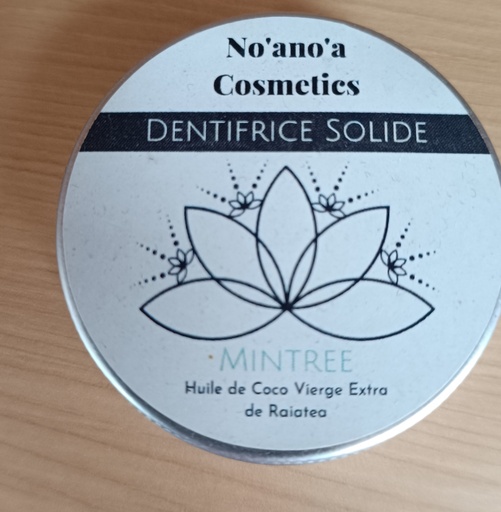 No'ano'a
Cosmetics
DENTIFRICE SOLIDE
MINTREE
Huile de Coco Vierge Extra
de Raiatea